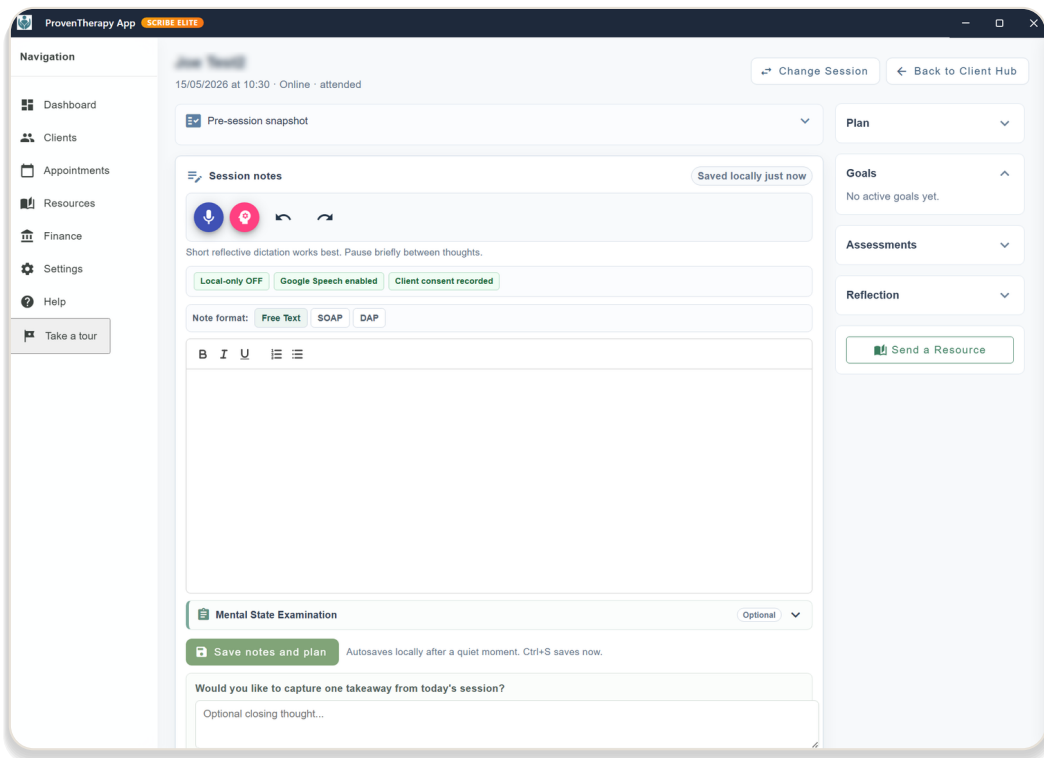 ProvenTherapy App SCRIBE ELITE
Navigation
Dashboard
Clients
Appointments
Resources
Finance
Settings
Help
Take a tour
15/05/2026 at 10:30 · Online · attended
Change Session
Back to Client Hub
Pre-session snapshot
Session notes
Saved locally just now
Short reflective dictation works best. Pause briefly between thoughts.
Local-only OFF Google Speech enabled Client consent recorded
Note format: Free Text SOAP DAP
B I U
Mental State Examination
Optional
Save notes and plan Autosaves locally after a quiet moment. Ctrl+S saves now.
Would you like to capture one takeaway from today's session?
Optional closing thought...
Plan
Goals
No active goals yet.
Assessments
Reflection
Send a Resource